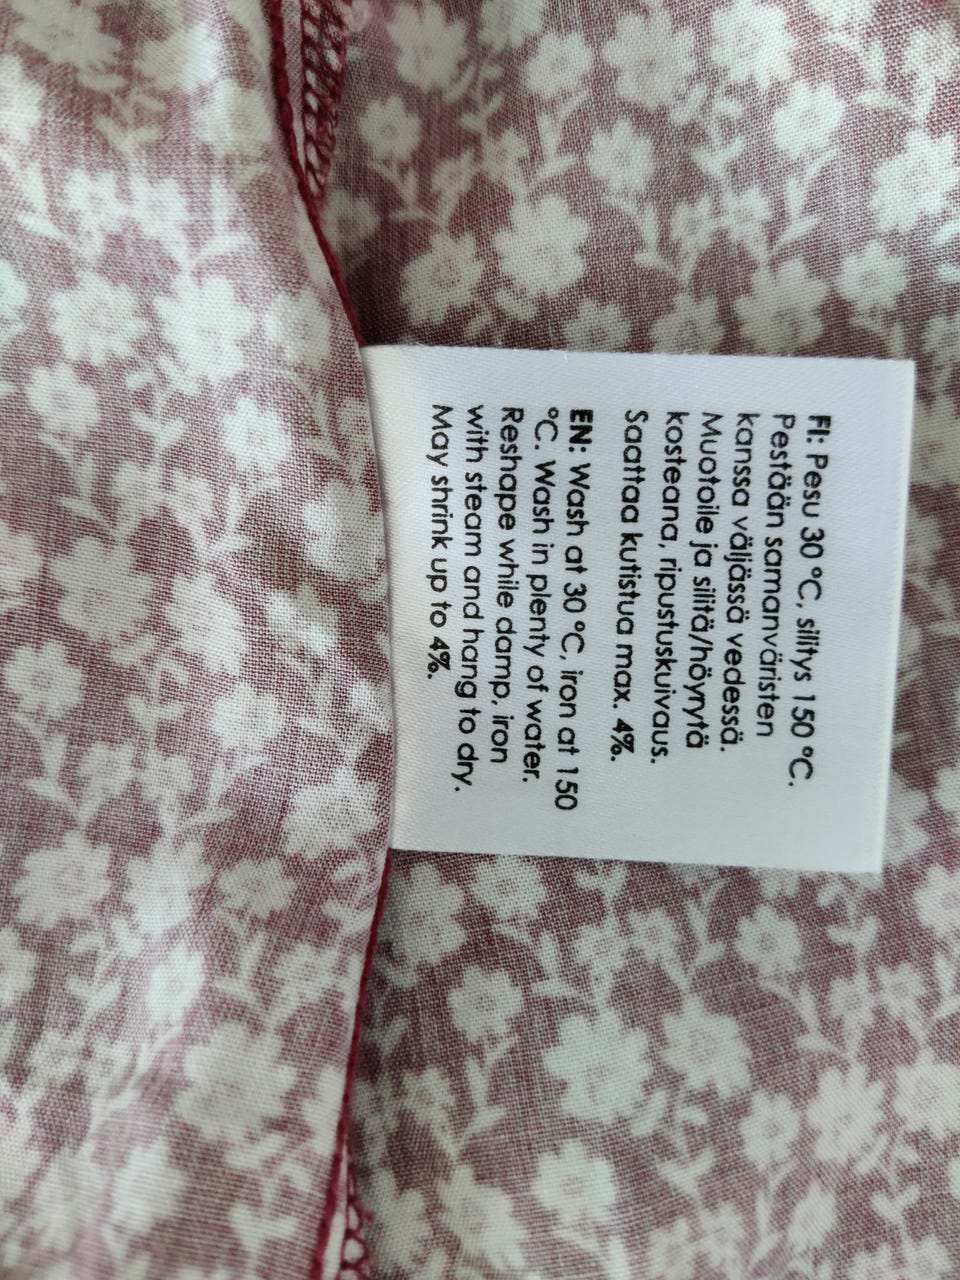 FI: Pesu 30 °C, silitys 150 °C.
Pestään samanväristen
kanssa väljässä vedessä.
Muotoile ja silitä/höyrytä
kosteana, ripustuskuivaus.
Saattaa kutistua max. 4%.
EN: Wash at 30 °C, iron at 150
°C. Wash in plenty of water.
Reshape while damp, iron
with steam and hang to dry.
May shrink up to 4%.